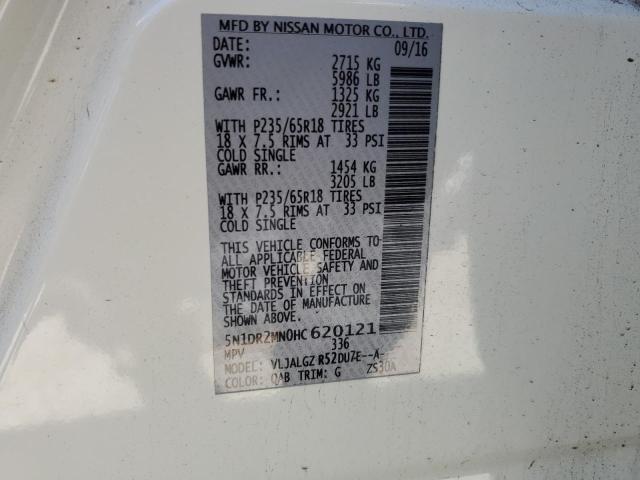 MFD BY NISSAN MOTOR CO., LTD.
DATE: 09/16
GVWR: 2715 KG
5986 LB
GAWR FR.: 1325 KG
2921 LB
WITH P235/65R18 TIRES
18 X 7.5 RIMS AT 33 PSI
COLD SINGLE
GAWR RR.: 1454 KG
3205 LB
WITH P235/65R18 TIRES
18 X 7.5 RIMS AT 33 PSI
COLD SINGLE
THIS VEHICLE CONFORMS TO
ALL APPLICABLE FEDERAL
MOTOR VEHICLE SAFETY AND
THEFT PREVENTION
STANDARDS IN EFFECT ON
THE DATE OF MANUFACTURE
SHOWN ABOVE.
5N1DR2MN0HC620121
MPV 336
MODEL: VLJALGZ R52DU7E--A-
COLOR: QAB TRIM: G ZS30A